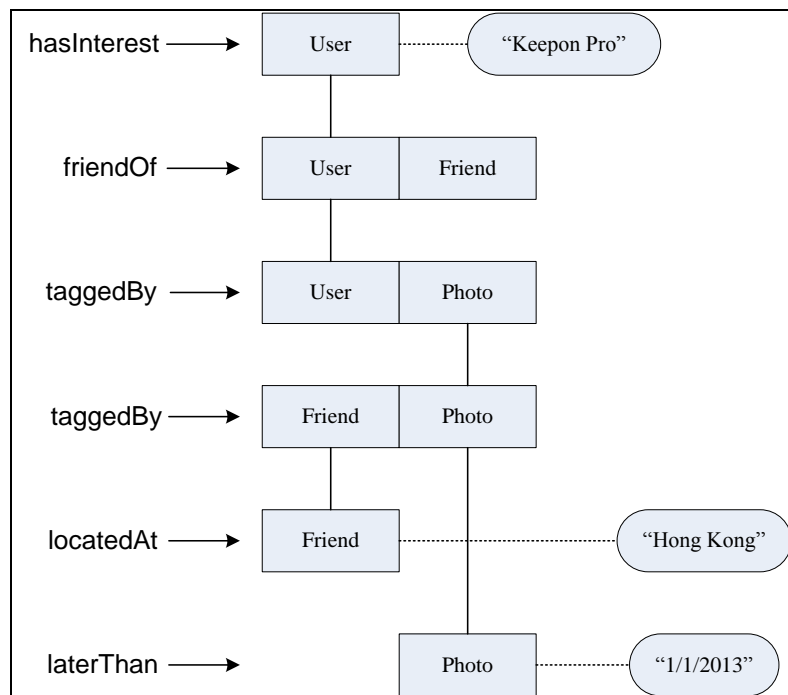 hasInterest User “Keepon Pro”
friendOf User Friend
taggedBy User Photo
taggedBy Friend Photo
locatedAt Friend “Hong Kong”
laterThan Photo “1/1/2013”